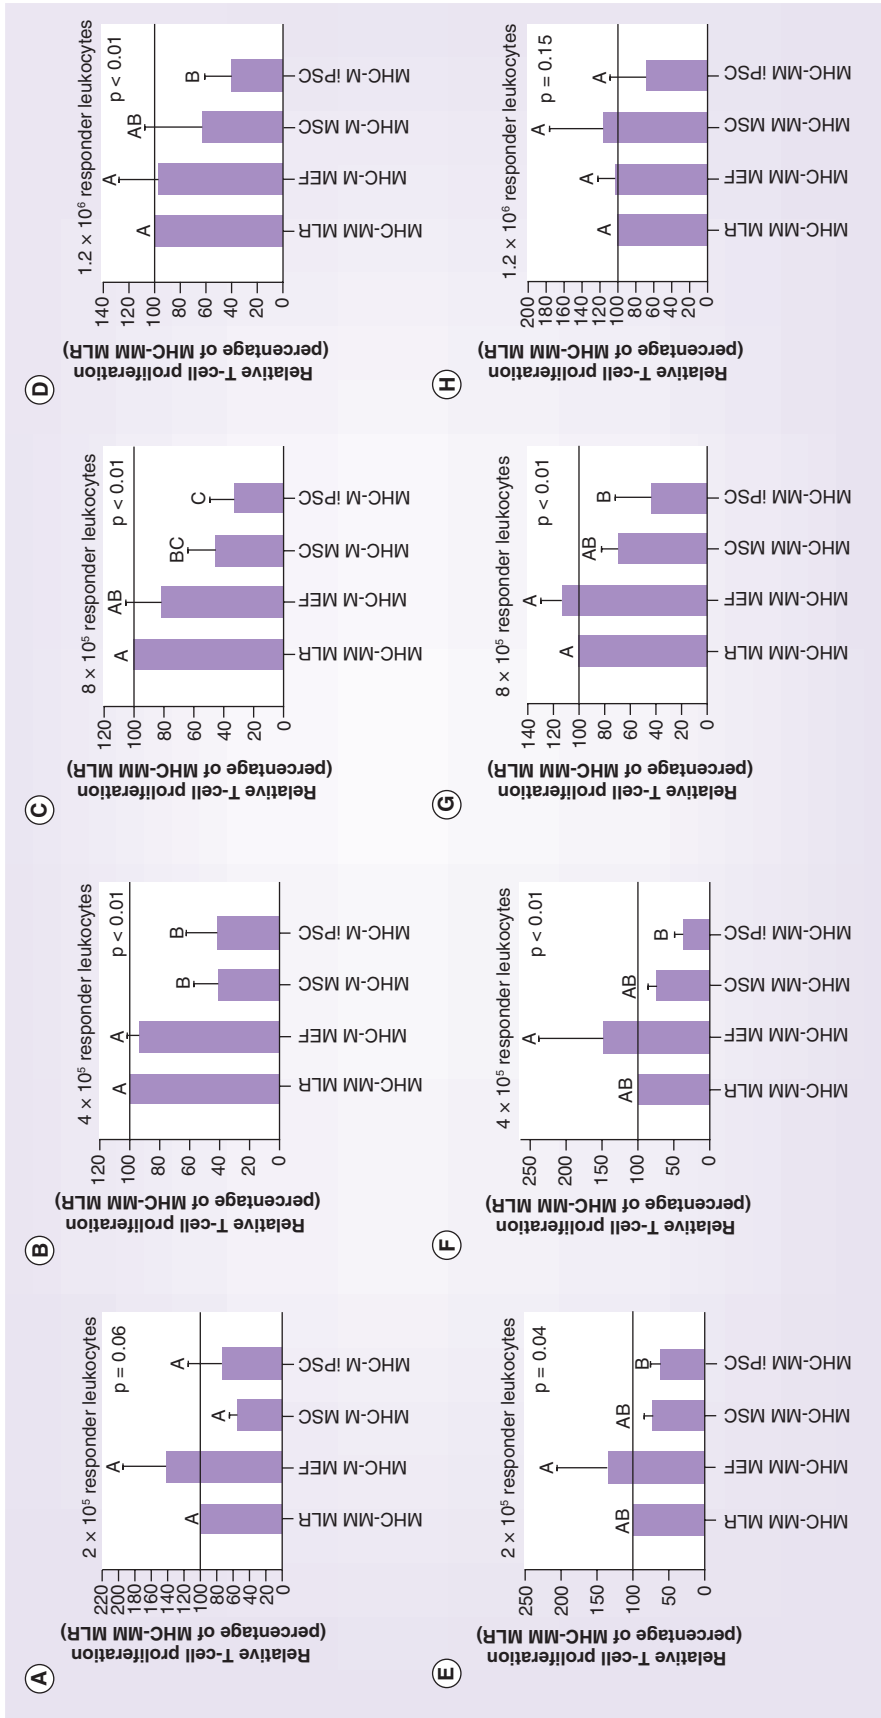 A
2 × 10⁵ responder leukocytes
p = 0.06
Relative T-cell proliferation
(percentage of MHC-MM MLR)
220
200
180
160
140
120
100
80
60
40
20
0
A
A
A
A
MHC-MM MLR
MHC-M MEF
MHC-M MSC
MHC-M iPSC
B
4 × 10⁵ responder leukocytes
p < 0.01
Relative T-cell proliferation
(percentage of MHC-MM MLR)
120
100
80
60
40
20
0
A
A
B
B
MHC-MM MLR
MHC-M MEF
MHC-M MSC
MHC-M iPSC
C
8 × 10⁵ responder leukocytes
p < 0.01
Relative T-cell proliferation
(percentage of MHC-MM MLR)
120
100
80
60
40
20
0
A
AB
BC
C
MHC-MM MLR
MHC-M MEF
MHC-M MSC
MHC-M iPSC
D
1.2 × 10⁶ responder leukocytes
p < 0.01
Relative T-cell proliferation
(percentage of MHC-MM MLR)
140
120
100
80
60
40
20
0
A
A
AB
B
MHC-MM MLR
MHC-M MEF
MHC-M MSC
MHC-M iPSC
E
2 × 10⁵ responder leukocytes
p = 0.04
Relative T-cell proliferation
(percentage of MHC-MM MLR)
250
200
150
100
50
0
AB
A
AB
B
MHC-MM MLR
MHC-MM MEF
MHC-MM MSC
MHC-MM iPSC
F
4 × 10⁵ responder leukocytes
p < 0.01
Relative T-cell proliferation
(percentage of MHC-MM MLR)
250
200
150
100
50
0
AB
A
AB
B
MHC-MM MLR
MHC-MM MEF
MHC-MM MSC
MHC-MM iPSC
G
8 × 10⁵ responder leukocytes
p < 0.01
Relative T-cell proliferation
(percentage of MHC-MM MLR)
140
120
100
80
60
40
20
0
A
A
AB
B
MHC-MM MLR
MHC-MM MEF
MHC-MM MSC
MHC-MM iPSC
H
1.2 × 10⁶ responder leukocytes
p = 0.15
Relative T-cell proliferation
(percentage of MHC-MM MLR)
200
180
160
140
120
100
80
60
40
20
0
A
A
A
A
MHC-MM MLR
MHC-MM MEF
MHC-MM MSC
MHC-MM iPSC